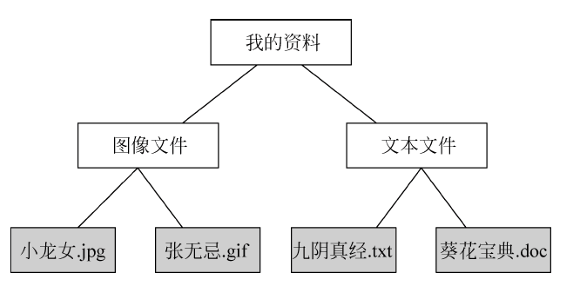 我的资料
图像文件
文本文件
小龙女.jpg
张无忌.gif
九阴真经.txt
葵花宝典.doc